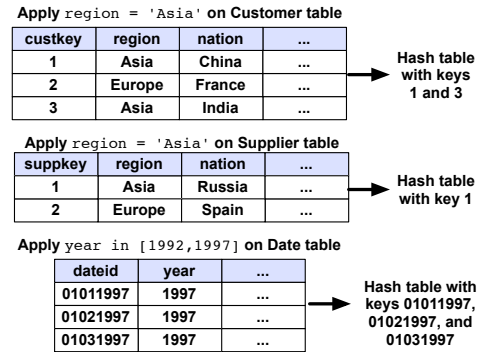 Apply region = 'Asia' on Customer table
custkey region nation ...
1 Asia China ...
2 Europe France ...
3 Asia India ...
Hash table
with keys
1 and 3
Apply region = 'Asia' on Supplier table
suppkey region nation ...
1 Asia Russia ...
2 Europe Spain ...
Hash table
with key 1
Apply year in [1992,1997] on Date table
dateid year ...
01011997 1997 ...
01021997 1997 ...
01031997 1997 ...
Hash table with
keys 01011997,
01021997, and
01031997